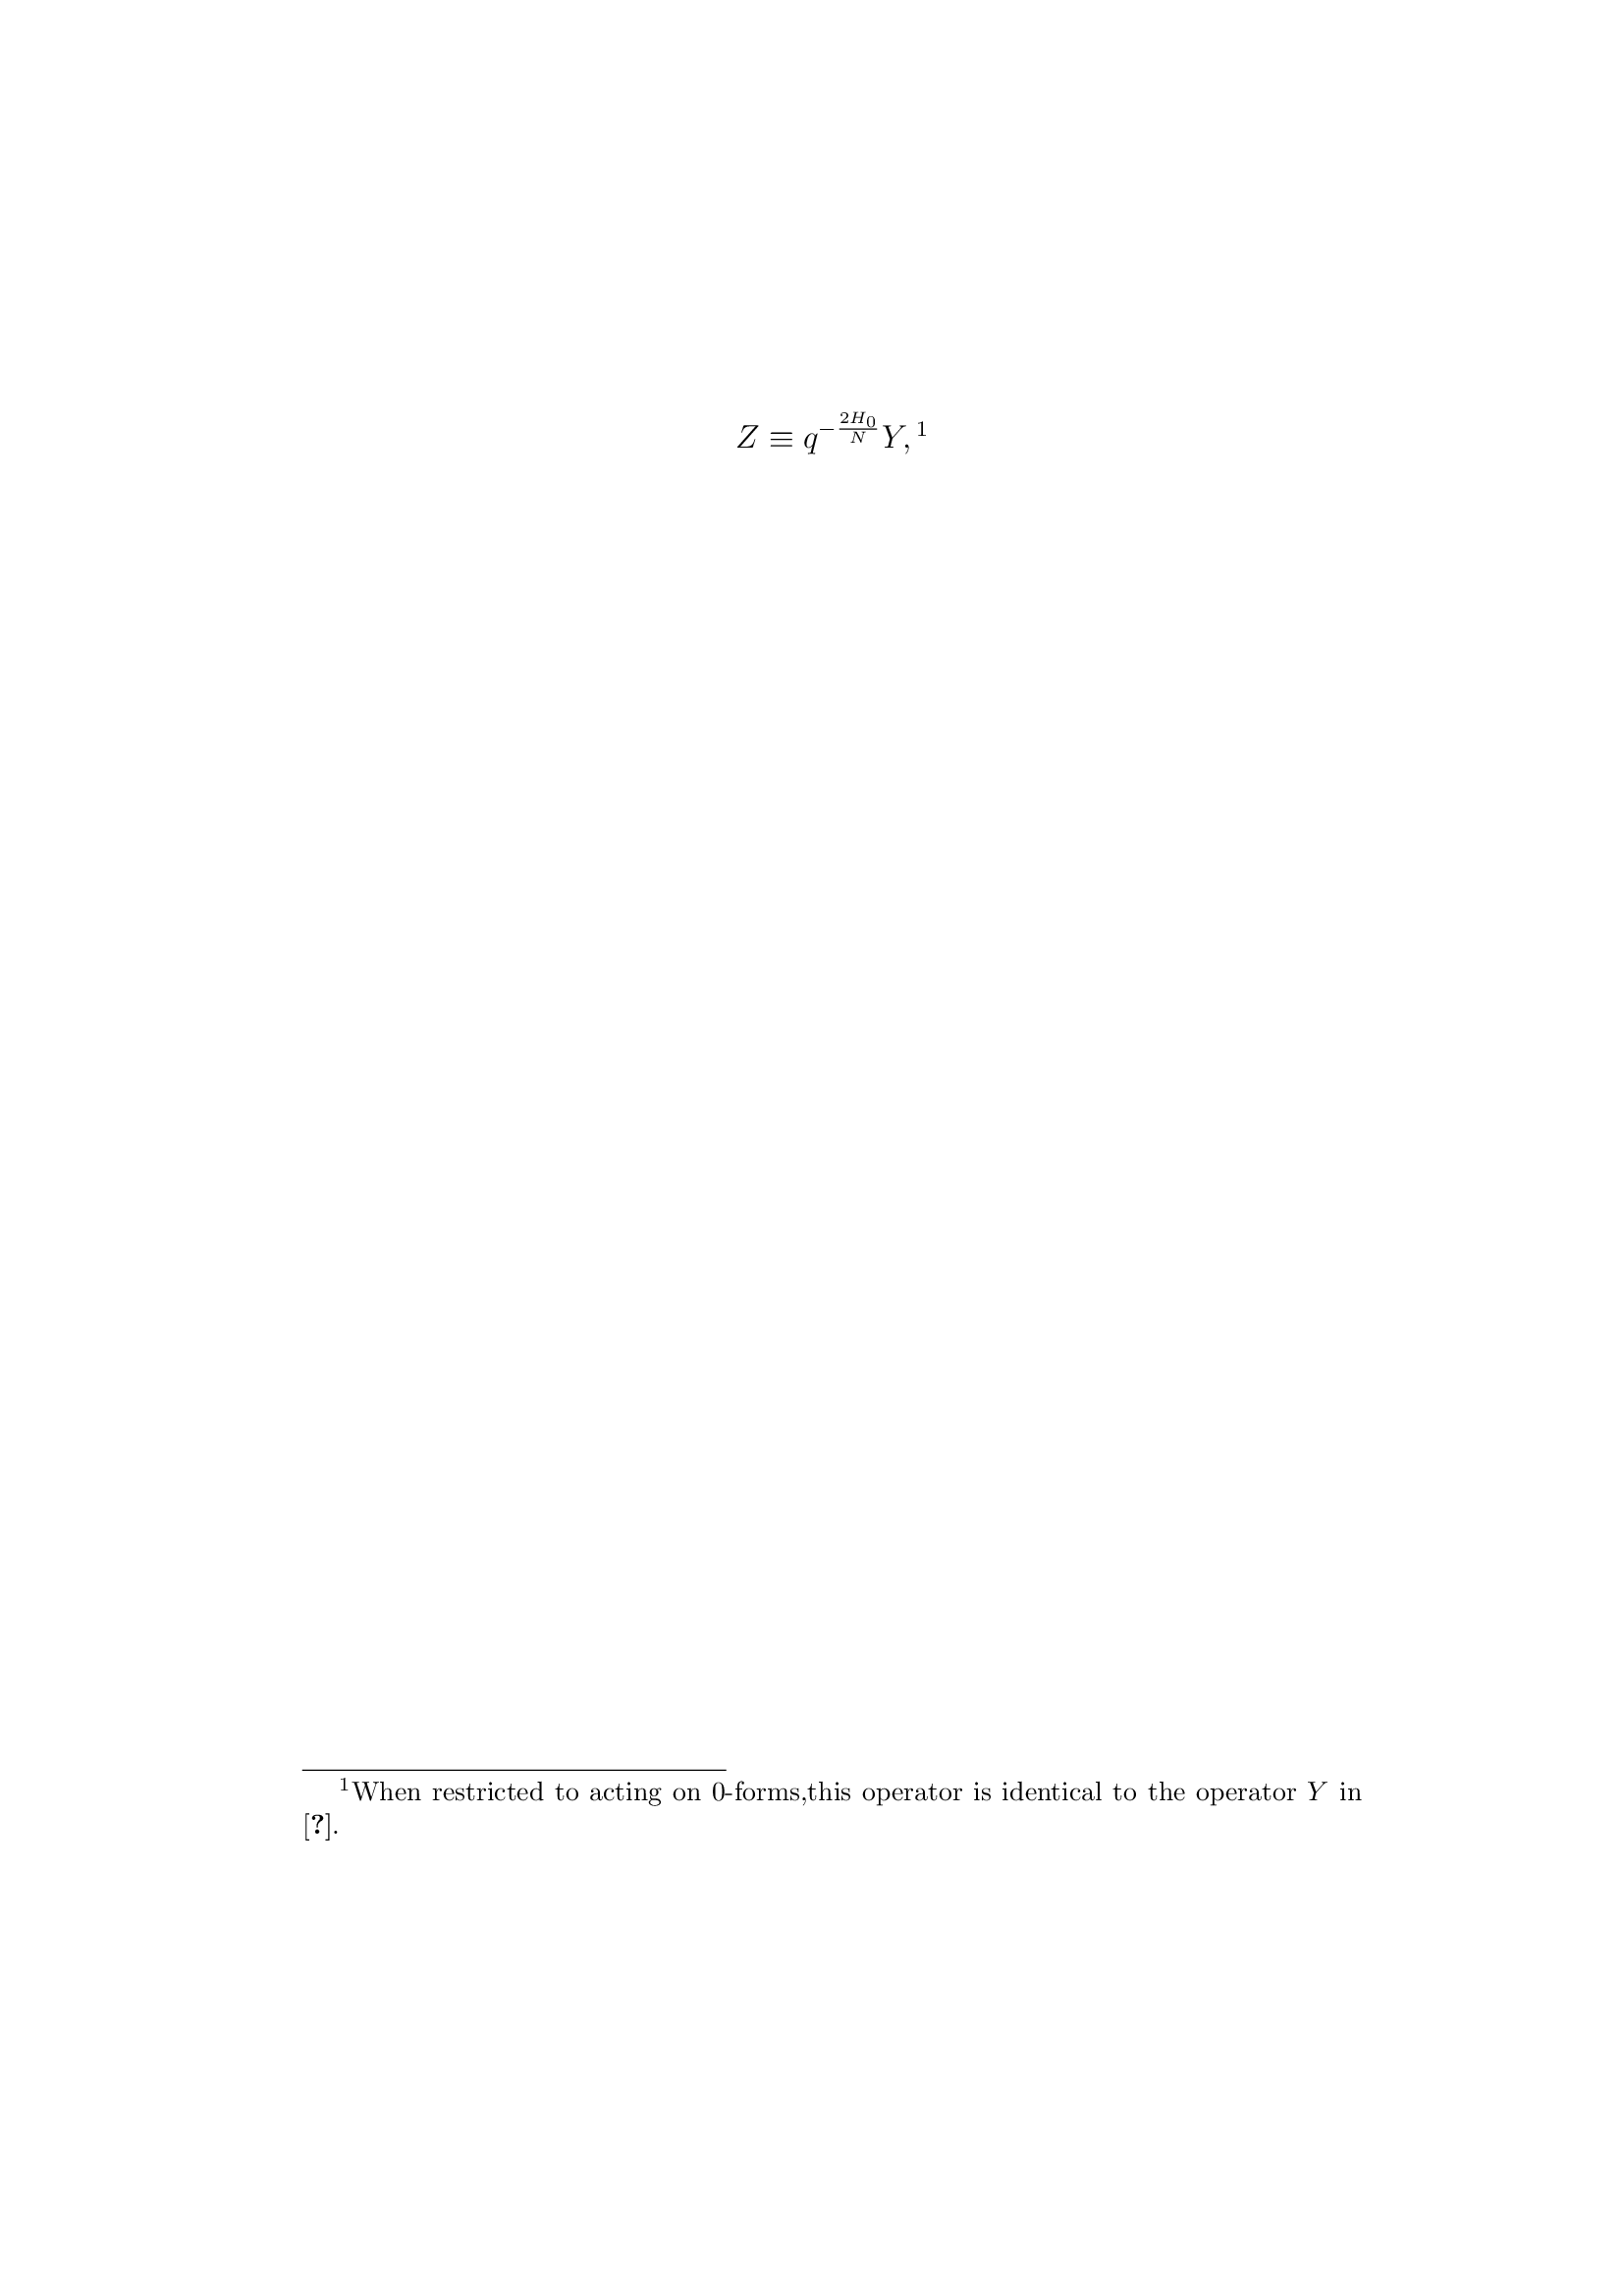 $Z \equiv q^{-\frac{2H_0}{N}} Y,^1$
$^1$When restricted to acting on 0-forms,this operator is identical to the operator $Y$ in
[?].